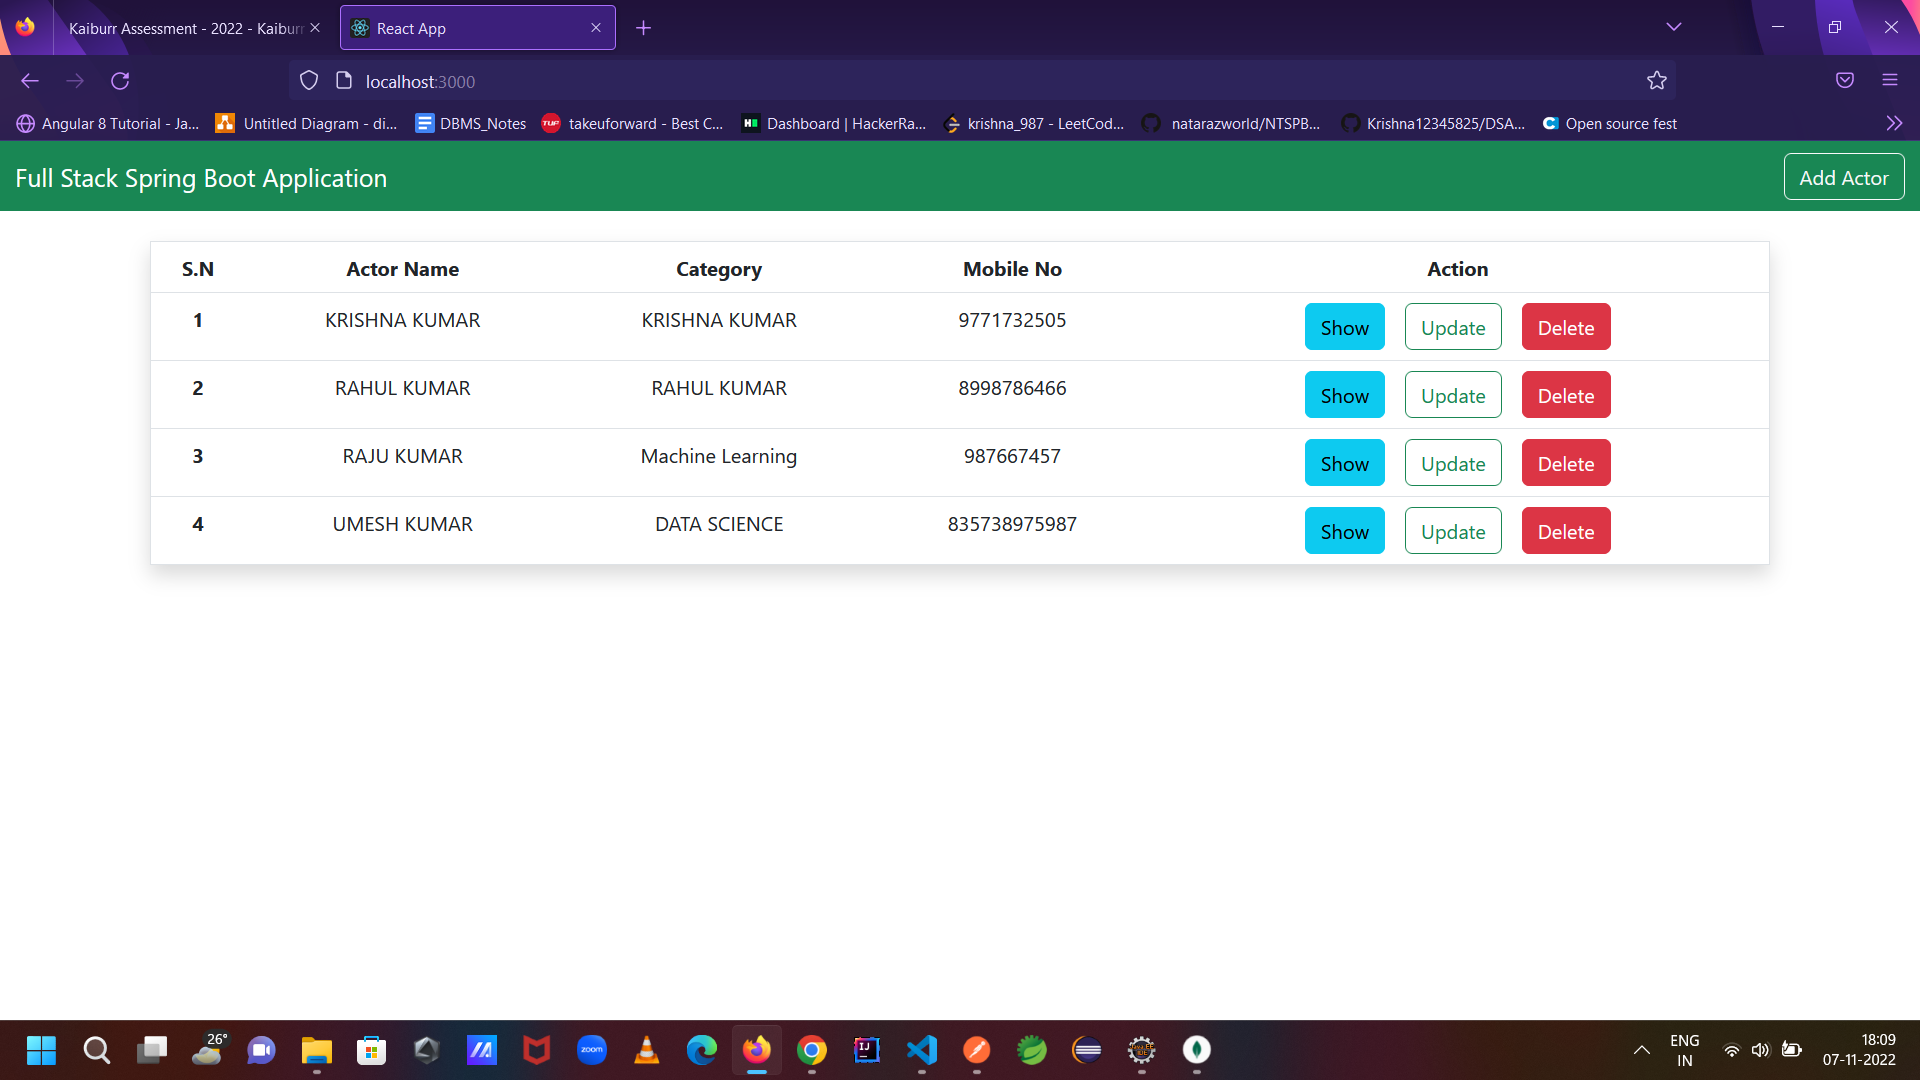 Kaiburr Assessment - 2022 - Kaiburr
React App
localhost:3000
Angular 8 Tutorial - Ja...
Untitled Diagram - di...
DBMS_Notes
takeuforward - Best C...
Dashboard | HackerRa...
krishna_987 - LeetCod...
natarazworld/NTSPB...
Krishna12345825/DSA...
Open source fest
Full Stack Spring Boot Application
Add Actor
S.N Actor Name Category Mobile No Action
1 KRISHNA KUMAR KRISHNA KUMAR 9771732505 Show Update Delete
2 RAHUL KUMAR RAHUL KUMAR 8998786466 Show Update Delete
3 RAJU KUMAR Machine Learning 987667457 Show Update Delete
4 UMESH KUMAR DATA SCIENCE 835738975987 Show Update Delete
26°
zoom
ENG
IN
18:09
07-11-2022